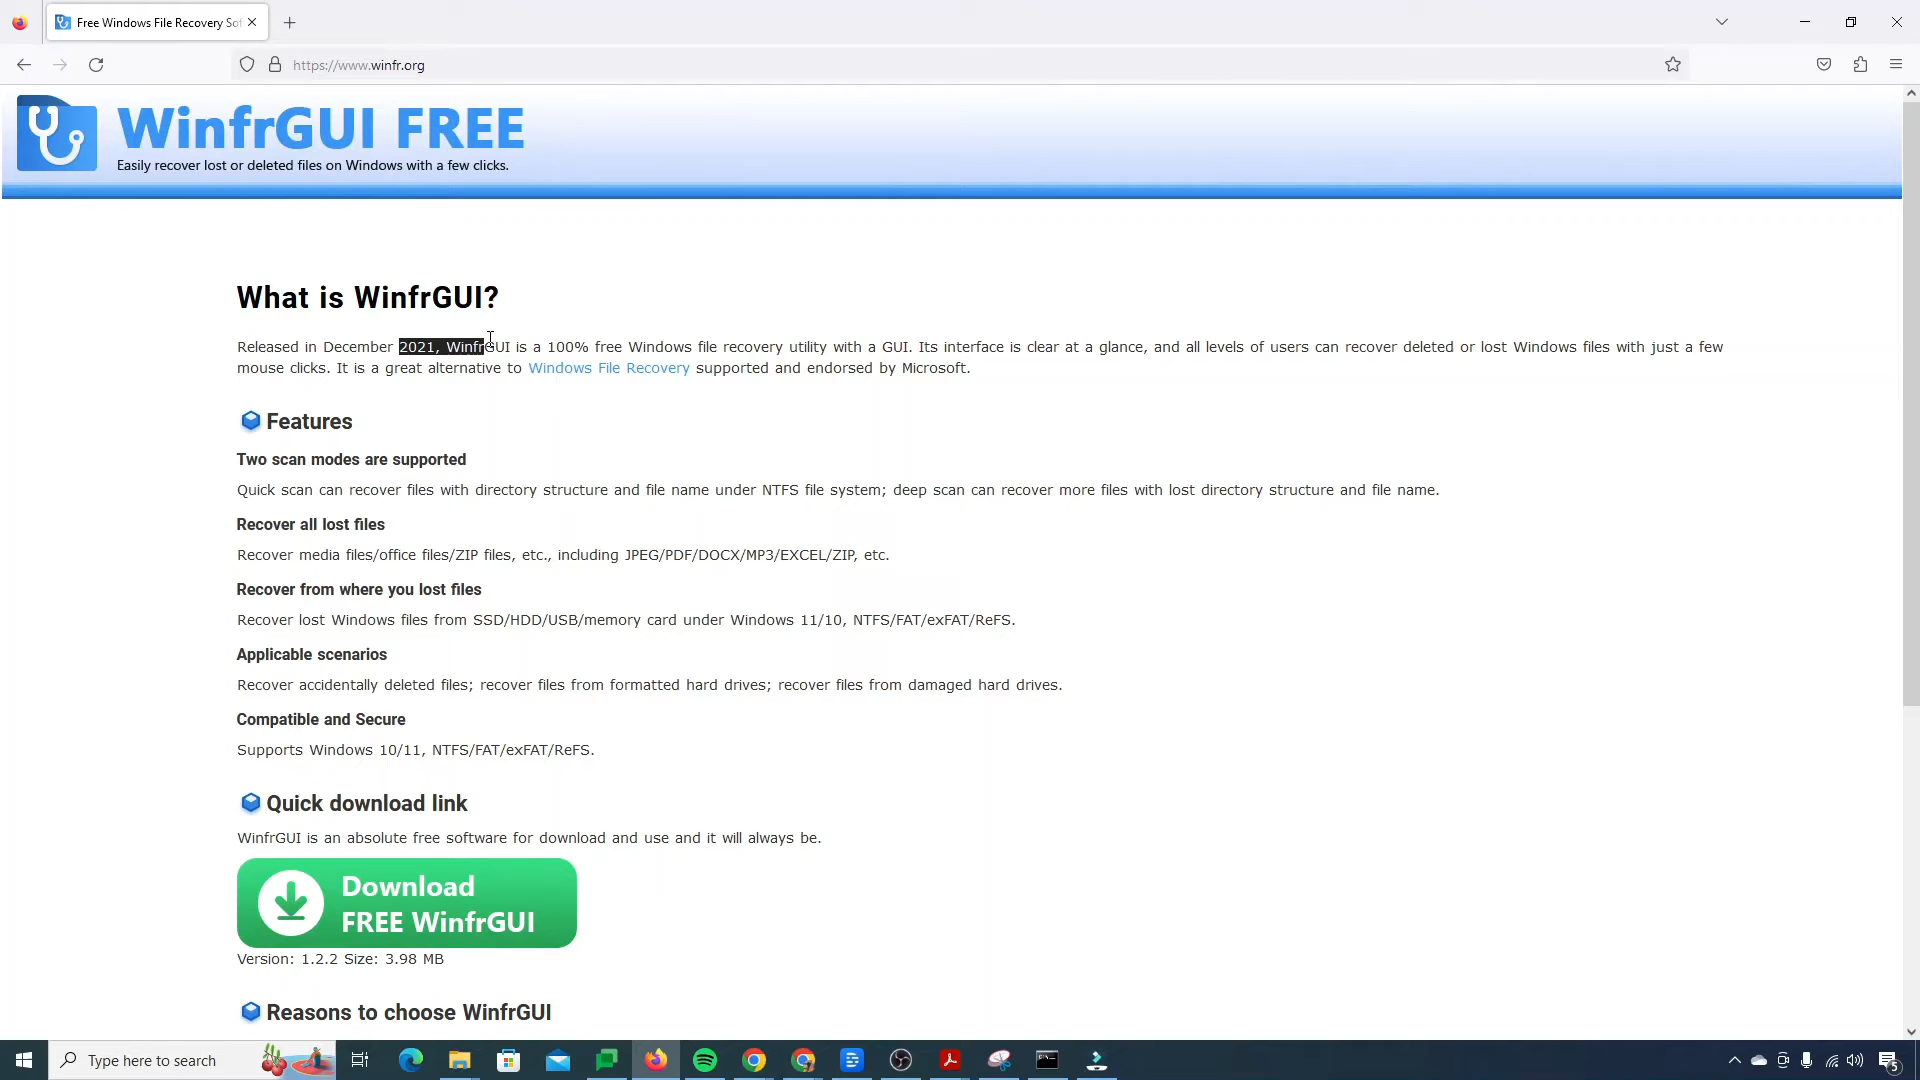 Free Windows File Recovery Sof
https://www.winfr.org
WinfrGUI FREE
Easily recover lost or deleted files on Windows with a few clicks.
What is WinfrGUI?
Released in December 2021, WinfrGUI is a 100% free Windows file recovery utility with a GUI. Its interface is clear at a glance, and all levels of users can recover deleted or lost Windows files with just a few
mouse clicks. It is a great alternative to Windows File Recovery supported and endorsed by Microsoft.
Features
Two scan modes are supported
Quick scan can recover files with directory structure and file name under NTFS file system; deep scan can recover more files with lost directory structure and file name.
Recover all lost files
Recover media files/office files/ZIP files, etc., including JPEG/PDF/DOCX/MP3/EXCEL/ZIP, etc.
Recover from where you lost files
Recover lost Windows files from SSD/HDD/USB/memory card under Windows 11/10, NTFS/FAT/exFAT/ReFS.
Applicable scenarios
Recover accidentally deleted files; recover files from formatted hard drives; recover files from damaged hard drives.
Compatible and Secure
Supports Windows 10/11, NTFS/FAT/exFAT/ReFS.
Quick download link
WinfrGUI is an absolute free software for download and use and it will always be.
Download
FREE WinfrGUI
Version: 1.2.2 Size: 3.98 MB
Reasons to choose WinfrGUI
Type here to search
5